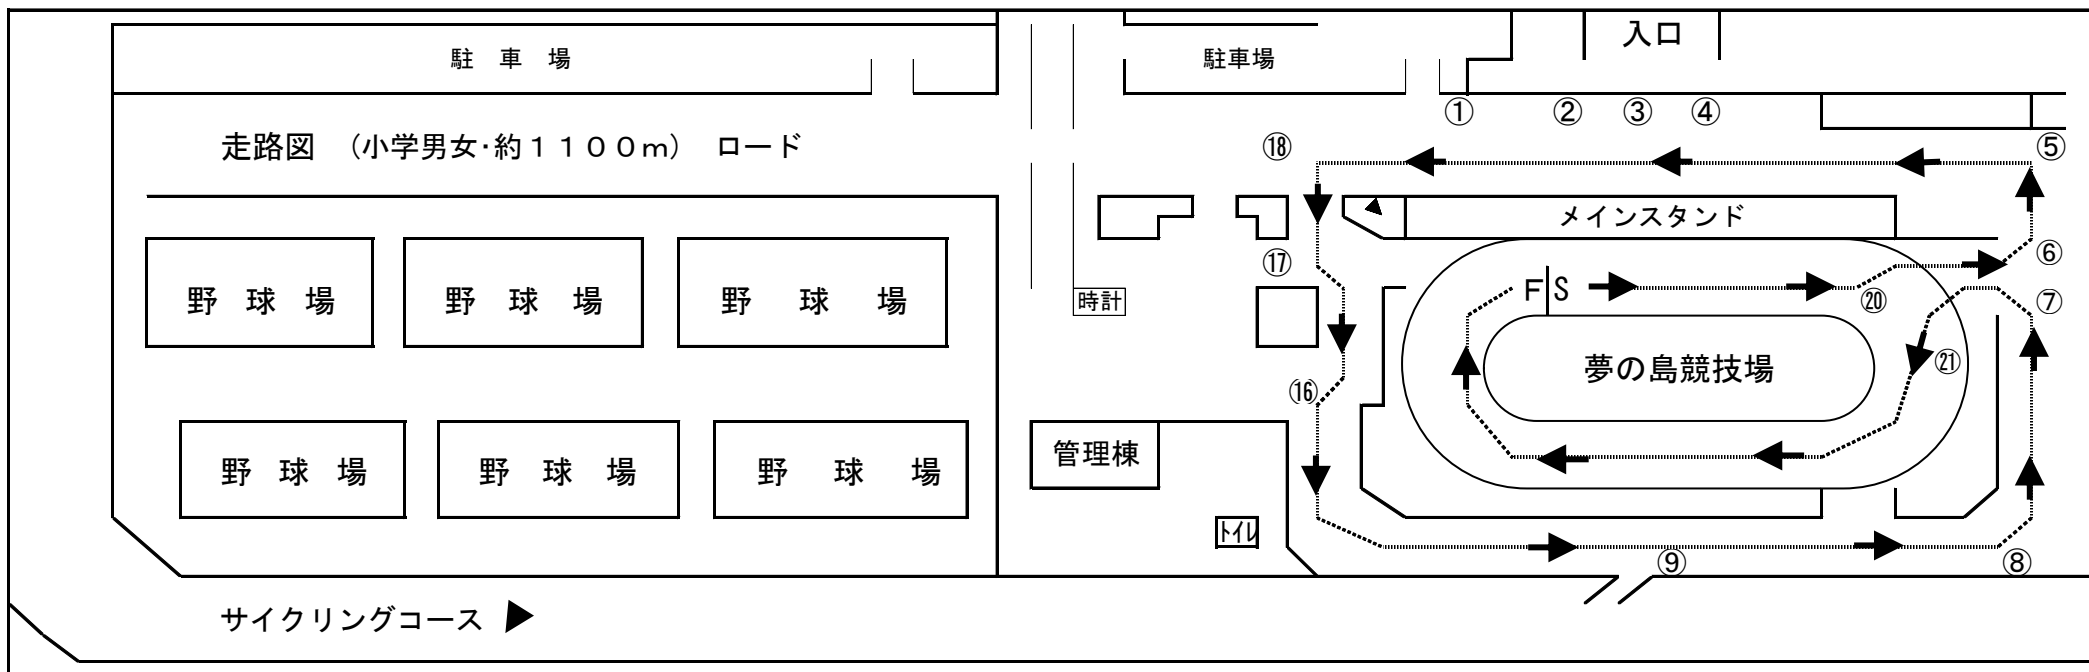 入口
駐 車 場
駐車場
① ② ③ ④
走路図 (小学男女･約１１００ｍ) ロード
⑱
⑤
メインスタンド
⑥
⑰
F S
⑳
⑦
時計
野 球 場
野 球 場
野 球 場
夢の島競技場
㉑
⑯
管理棟
野 球 場
野 球 場
野 球 場
ﾄｲﾚ
⑨
⑧
サイクリングコース